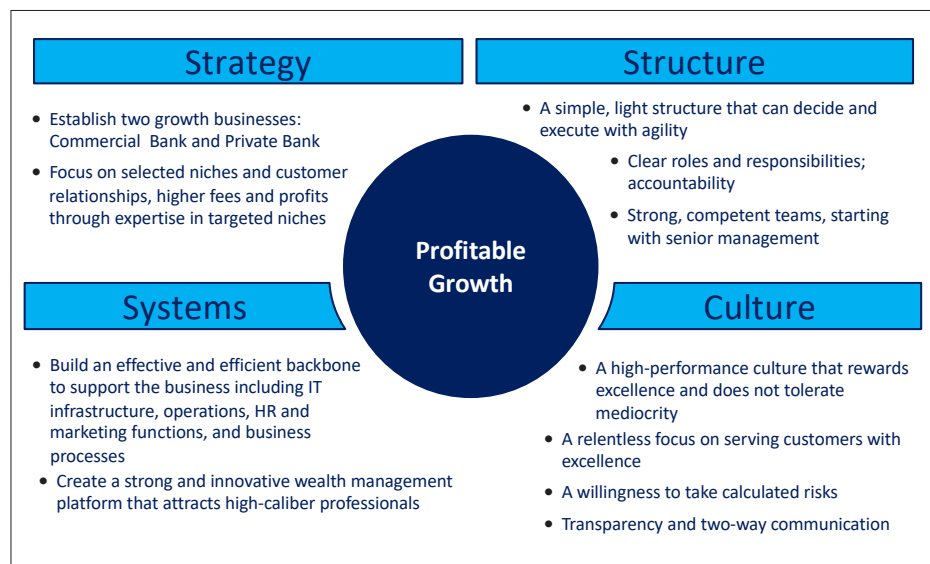 Strategy
• Establish two growth businesses:
Commercial Bank and Private Bank
• Focus on selected niches and customer
relationships, higher fees and profits
through expertise in targeted niches
Structure
• A simple, light structure that can decide and
execute with agility
• Clear roles and responsibilities;
accountability
• Strong, competent teams, starting
with senior management
Profitable
Growth
Systems
• Build an effective and efficient backbone
to support the business including IT
infrastructure, operations, HR and
marketing functions, and business
processes
• Create a strong and innovative wealth management
platform that attracts high-caliber professionals
Culture
• A high-performance culture that rewards
excellence and does not tolerate
mediocrity
• A relentless focus on serving customers with
excellence
• A willingness to take calculated risks
• Transparency and two-way communication